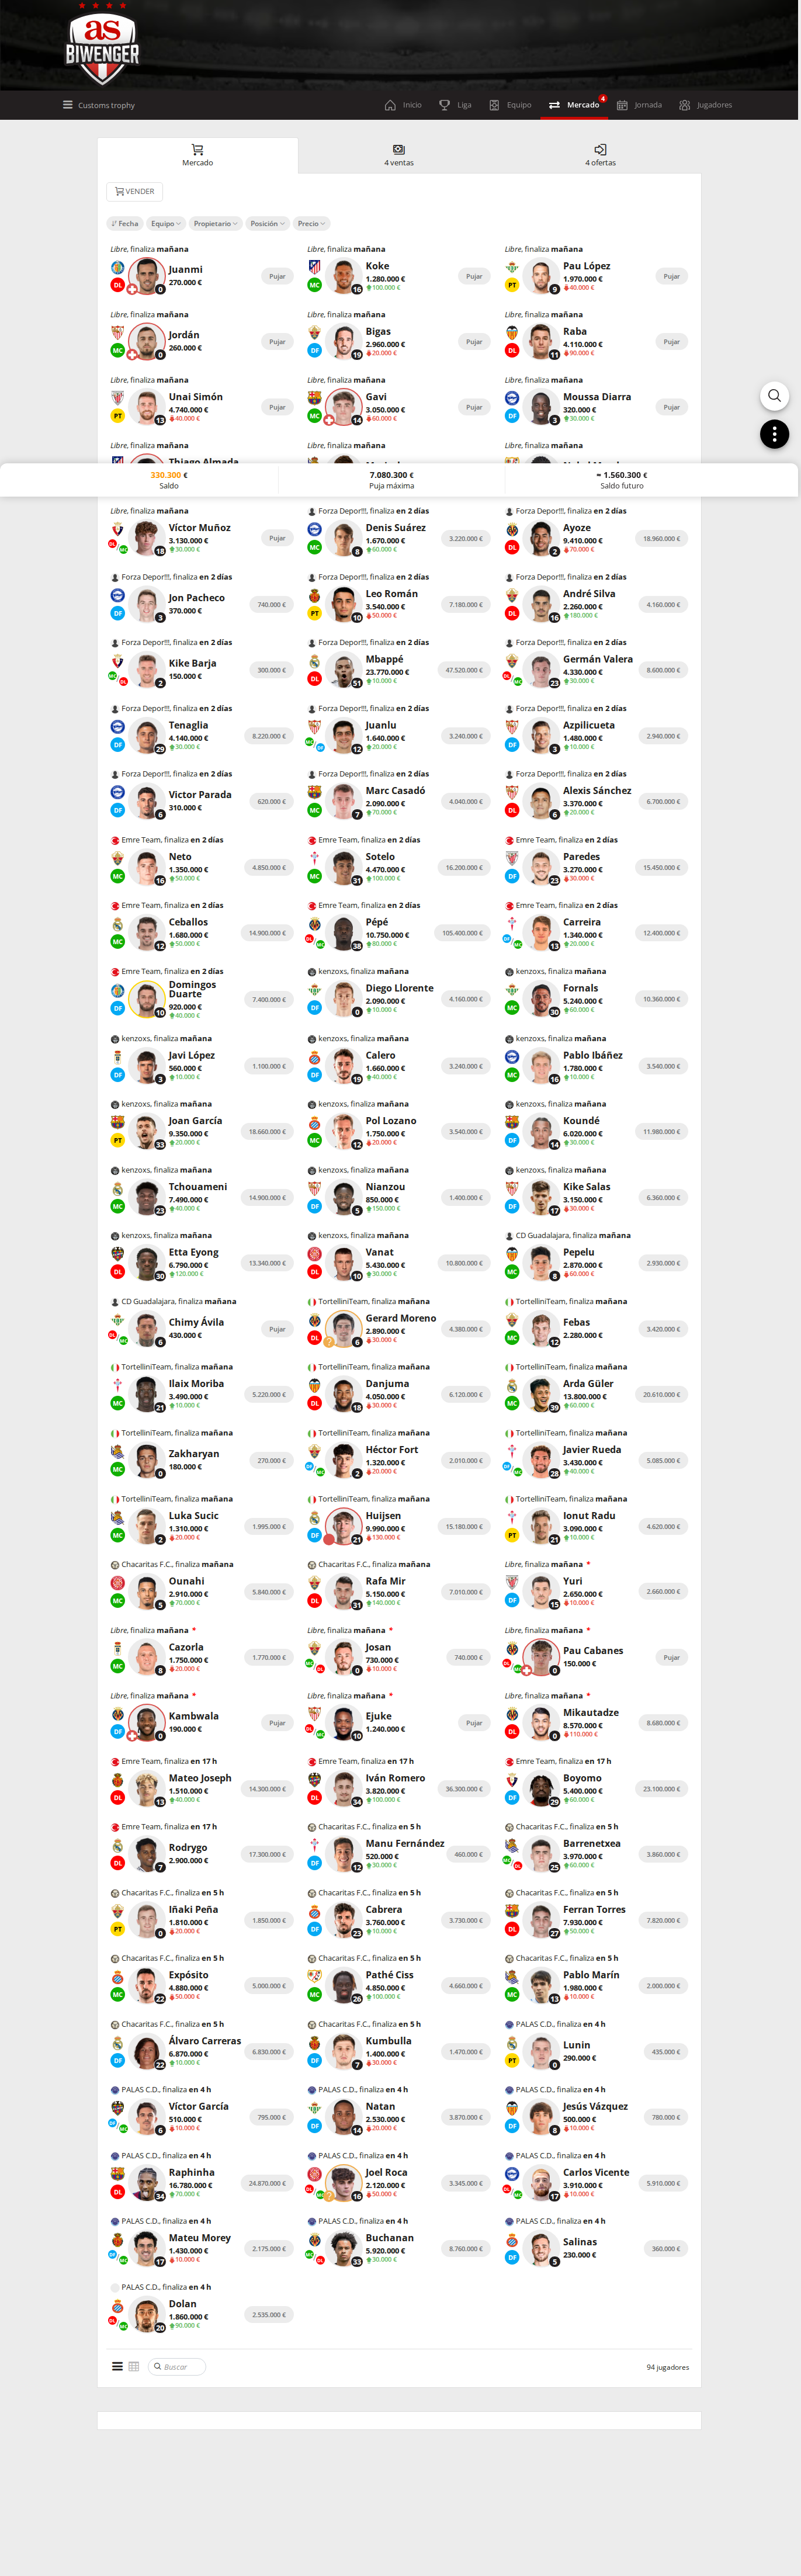 as
BIWENGER
Customs trophy
Inicio
Liga
Equipo
Mercado
4
Jornada
Jugadores
Mercado
4 ventas
4 ofertas
VENDER
Fecha
Equipo
Propietario
Posición
Precio
Libre, finaliza mañana
DL 0 Juanmi
270.000 €
Pujar
Libre, finaliza mañana
MC 16 Koke
1.280.000 €
100.000 €
Pujar
Libre, finaliza mañana
PT 9 Pau López
1.970.000 €
40.000 €
Pujar
Libre, finaliza mañana
MC 0 Jordán
260.000 €
Pujar
Libre, finaliza mañana
DF 19 Bigas
2.960.000 €
20.000 €
Pujar
Libre, finaliza mañana
DL 11 Raba
4.110.000 €
90.000 €
Pujar
Libre, finaliza mañana
PT 13 Unai Simón
4.740.000 €
40.000 €
Pujar
Libre, finaliza mañana
MC 14 Gavi
3.050.000 €
60.000 €
Pujar
Libre, finaliza mañana
DF 3 Moussa Diarra
320.000 €
30.000 €
Pujar
Libre, finaliza mañana
Thiago Almada
Libre, finaliza mañana
Libre, finaliza mañana
330.300 €
Saldo
7.080.300 €
Puja máxima
≈ 1.560.300 €
Saldo futuro
Libre, finaliza mañana
DL MC 18 Víctor Muñoz
3.130.000 €
30.000 €
Pujar
Forza Depor!!!, finaliza en 2 días
MC 8 Denis Suárez
1.670.000 €
60.000 €
3.220.000 €
Forza Depor!!!, finaliza en 2 días
DL 2 Ayoze
9.410.000 €
70.000 €
18.960.000 €
Forza Depor!!!, finaliza en 2 días
DF 3 Jon Pacheco
370.000 €
740.000 €
Forza Depor!!!, finaliza en 2 días
PT 10 Leo Román
3.540.000 €
50.000 €
7.180.000 €
Forza Depor!!!, finaliza en 2 días
DL 16 André Silva
2.260.000 €
180.000 €
4.160.000 €
Forza Depor!!!, finaliza en 2 días
MC DL 2 Kike Barja
150.000 €
300.000 €
Forza Depor!!!, finaliza en 2 días
DL 51 Mbappé
23.770.000 €
10.000 €
47.520.000 €
Forza Depor!!!, finaliza en 2 días
DL MC 23 Germán Valera
4.330.000 €
30.000 €
8.600.000 €
Forza Depor!!!, finaliza en 2 días
DF 29 Tenaglia
4.140.000 €
30.000 €
8.220.000 €
Forza Depor!!!, finaliza en 2 días
MC DF 12 Juanlu
1.640.000 €
20.000 €
3.240.000 €
Forza Depor!!!, finaliza en 2 días
DF 3 Azpilicueta
1.480.000 €
10.000 €
2.940.000 €
Forza Depor!!!, finaliza en 2 días
DF 6 Victor Parada
310.000 €
620.000 €
Forza Depor!!!, finaliza en 2 días
MC 7 Marc Casadó
2.090.000 €
70.000 €
4.040.000 €
Forza Depor!!!, finaliza en 2 días
DL 6 Alexis Sánchez
3.370.000 €
20.000 €
6.700.000 €
Emre Team, finaliza en 2 días
MC 16 Neto
1.350.000 €
50.000 €
4.850.000 €
Emre Team, finaliza en 2 días
MC 31 Sotelo
4.470.000 €
100.000 €
16.200.000 €
Emre Team, finaliza en 2 días
DF 23 Paredes
3.270.000 €
30.000 €
15.450.000 €
Emre Team, finaliza en 2 días
MC 12 Ceballos
1.680.000 €
50.000 €
14.900.000 €
Emre Team, finaliza en 2 días
DL MC 38 Pépé
10.750.000 €
80.000 €
105.400.000 €
Emre Team, finaliza en 2 días
DF MC 13 Carreira
1.340.000 €
20.000 €
12.400.000 €
Emre Team, finaliza en 2 días
DF 10 Domingos Duarte
920.000 €
40.000 €
7.400.000 €
kenzoxs, finaliza mañana
DF 0 Diego Llorente
2.090.000 €
10.000 €
4.160.000 €
kenzoxs, finaliza mañana
MC 30 Fornals
5.240.000 €
60.000 €
10.360.000 €
kenzoxs, finaliza mañana
DF 3 Javi López
560.000 €
10.000 €
1.100.000 €
kenzoxs, finaliza mañana
DF 19 Calero
1.660.000 €
40.000 €
3.240.000 €
kenzoxs, finaliza mañana
MC 16 Pablo Ibáñez
1.780.000 €
10.000 €
3.540.000 €
kenzoxs, finaliza mañana
PT 33 Joan García
9.350.000 €
20.000 €
18.660.000 €
kenzoxs, finaliza mañana
MC 12 Pol Lozano
1.750.000 €
20.000 €
3.540.000 €
kenzoxs, finaliza mañana
DF 14 Koundé
6.020.000 €
30.000 €
11.980.000 €
kenzoxs, finaliza mañana
MC 23 Tchouameni
7.490.000 €
40.000 €
14.900.000 €
kenzoxs, finaliza mañana
DF 5 Nianzou
850.000 €
150.000 €
1.400.000 €
kenzoxs, finaliza mañana
DF 17 Kike Salas
3.150.000 €
30.000 €
6.360.000 €
kenzoxs, finaliza mañana
DL 30 Etta Eyong
6.790.000 €
120.000 €
13.340.000 €
kenzoxs, finaliza mañana
DL 10 Vanat
5.430.000 €
30.000 €
10.800.000 €
CD Guadalajara, finaliza mañana
MC 8 Pepelu
2.870.000 €
60.000 €
2.930.000 €
CD Guadalajara, finaliza mañana
DL MC 6 Chimy Ávila
430.000 €
Pujar
TortelliniTeam, finaliza mañana
DL ? 6 Gerard Moreno
2.890.000 €
30.000 €
4.380.000 €
TortelliniTeam, finaliza mañana
MC 12 Febas
2.280.000 €
3.420.000 €
TortelliniTeam, finaliza mañana
MC 21 Ilaix Moriba
3.490.000 €
10.000 €
5.220.000 €
TortelliniTeam, finaliza mañana
DL 18 Danjuma
4.050.000 €
30.000 €
6.120.000 €
TortelliniTeam, finaliza mañana
MC 39 Arda Güler
13.800.000 €
60.000 €
20.610.000 €
TortelliniTeam, finaliza mañana
MC 0 Zakharyan
180.000 €
270.000 €
TortelliniTeam, finaliza mañana
DF MC 2 Héctor Fort
1.320.000 €
20.000 €
2.010.000 €
TortelliniTeam, finaliza mañana
DF MC 28 Javier Rueda
3.430.000 €
40.000 €
5.085.000 €
TortelliniTeam, finaliza mañana
MC 2 Luka Sucic
1.310.000 €
20.000 €
1.995.000 €
TortelliniTeam, finaliza mañana
DF 21 Huijsen
9.990.000 €
130.000 €
15.180.000 €
TortelliniTeam, finaliza mañana
PT 21 Ionut Radu
3.090.000 €
10.000 €
4.620.000 €
Chacaritas F.C., finaliza mañana
MC 5 Ounahi
2.910.000 €
70.000 €
5.840.000 €
Chacaritas F.C., finaliza mañana
DL 31 Rafa Mir
5.150.000 €
140.000 €
7.010.000 €
Libre, finaliza mañana *
DF 15 Yuri
2.650.000 €
10.000 €
2.660.000 €
Libre, finaliza mañana *
MC 8 Cazorla
1.750.000 €
20.000 €
1.770.000 €
Libre, finaliza mañana *
MC DL 0 Josan
730.000 €
10.000 €
740.000 €
Libre, finaliza mañana *
DL MC 0 Pau Cabanes
150.000 €
Pujar
Libre, finaliza mañana *
DF 0 Kambwala
190.000 €
Pujar
Libre, finaliza mañana *
DL MC 10 Ejuke
1.240.000 €
Pujar
Libre, finaliza mañana *
DL 0 Mikautadze
8.570.000 €
110.000 €
8.680.000 €
Emre Team, finaliza en 17 h
DL 13 Mateo Joseph
1.510.000 €
40.000 €
14.300.000 €
Emre Team, finaliza en 17 h
DL 34 Iván Romero
3.820.000 €
100.000 €
36.300.000 €
Emre Team, finaliza en 17 h
DF 29 Boyomo
5.400.000 €
60.000 €
23.100.000 €
Emre Team, finaliza en 17 h
DL 7 Rodrygo
2.900.000 €
17.300.000 €
Chacaritas F.C., finaliza en 5 h
DF 12 Manu Fernández
520.000 €
30.000 €
460.000 €
Chacaritas F.C., finaliza en 5 h
MC DL 25 Barrenetxea
3.970.000 €
60.000 €
3.860.000 €
Chacaritas F.C., finaliza en 5 h
PT 0 Iñaki Peña
1.810.000 €
20.000 €
1.850.000 €
Chacaritas F.C., finaliza en 5 h
DF 23 Cabrera
3.760.000 €
10.000 €
3.730.000 €
Chacaritas F.C., finaliza en 5 h
DL 27 Ferran Torres
7.930.000 €
50.000 €
7.820.000 €
Chacaritas F.C., finaliza en 5 h
MC 22 Expósito
4.880.000 €
50.000 €
5.000.000 €
Chacaritas F.C., finaliza en 5 h
MC 26 Pathé Ciss
4.850.000 €
100.000 €
4.660.000 €
Chacaritas F.C., finaliza en 5 h
MC 13 Pablo Marín
1.980.000 €
10.000 €
2.000.000 €
Chacaritas F.C., finaliza en 5 h
DF 22 Álvaro Carreras
6.870.000 €
10.000 €
6.830.000 €
Chacaritas F.C., finaliza en 5 h
DF 7 Kumbulla
1.400.000 €
30.000 €
1.470.000 €
PALAS C.D., finaliza en 4 h
PT 0 Lunin
290.000 €
435.000 €
PALAS C.D., finaliza en 4 h
DF MC 6 Víctor García
510.000 €
10.000 €
795.000 €
PALAS C.D., finaliza en 4 h
DF 14 Natan
2.530.000 €
20.000 €
3.870.000 €
PALAS C.D., finaliza en 4 h
DF 8 Jesús Vázquez
500.000 €
10.000 €
780.000 €
PALAS C.D., finaliza en 4 h
DL 34 Raphinha
16.780.000 €
70.000 €
24.870.000 €
PALAS C.D., finaliza en 4 h
DL MC ? 16 Joel Roca
2.120.000 €
50.000 €
3.345.000 €
PALAS C.D., finaliza en 4 h
DL MC 17 Carlos Vicente
3.910.000 €
10.000 €
5.910.000 €
PALAS C.D., finaliza en 4 h
DF MC 17 Mateu Morey
1.430.000 €
10.000 €
2.175.000 €
PALAS C.D., finaliza en 4 h
MC DL 33 Buchanan
5.920.000 €
30.000 €
8.760.000 €
PALAS C.D., finaliza en 4 h
DF 5 Salinas
230.000 €
360.000 €
PALAS C.D., finaliza en 4 h
DL MC 20 Dolan
1.860.000 €
90.000 €
2.535.000 €
Buscar
94 jugadores